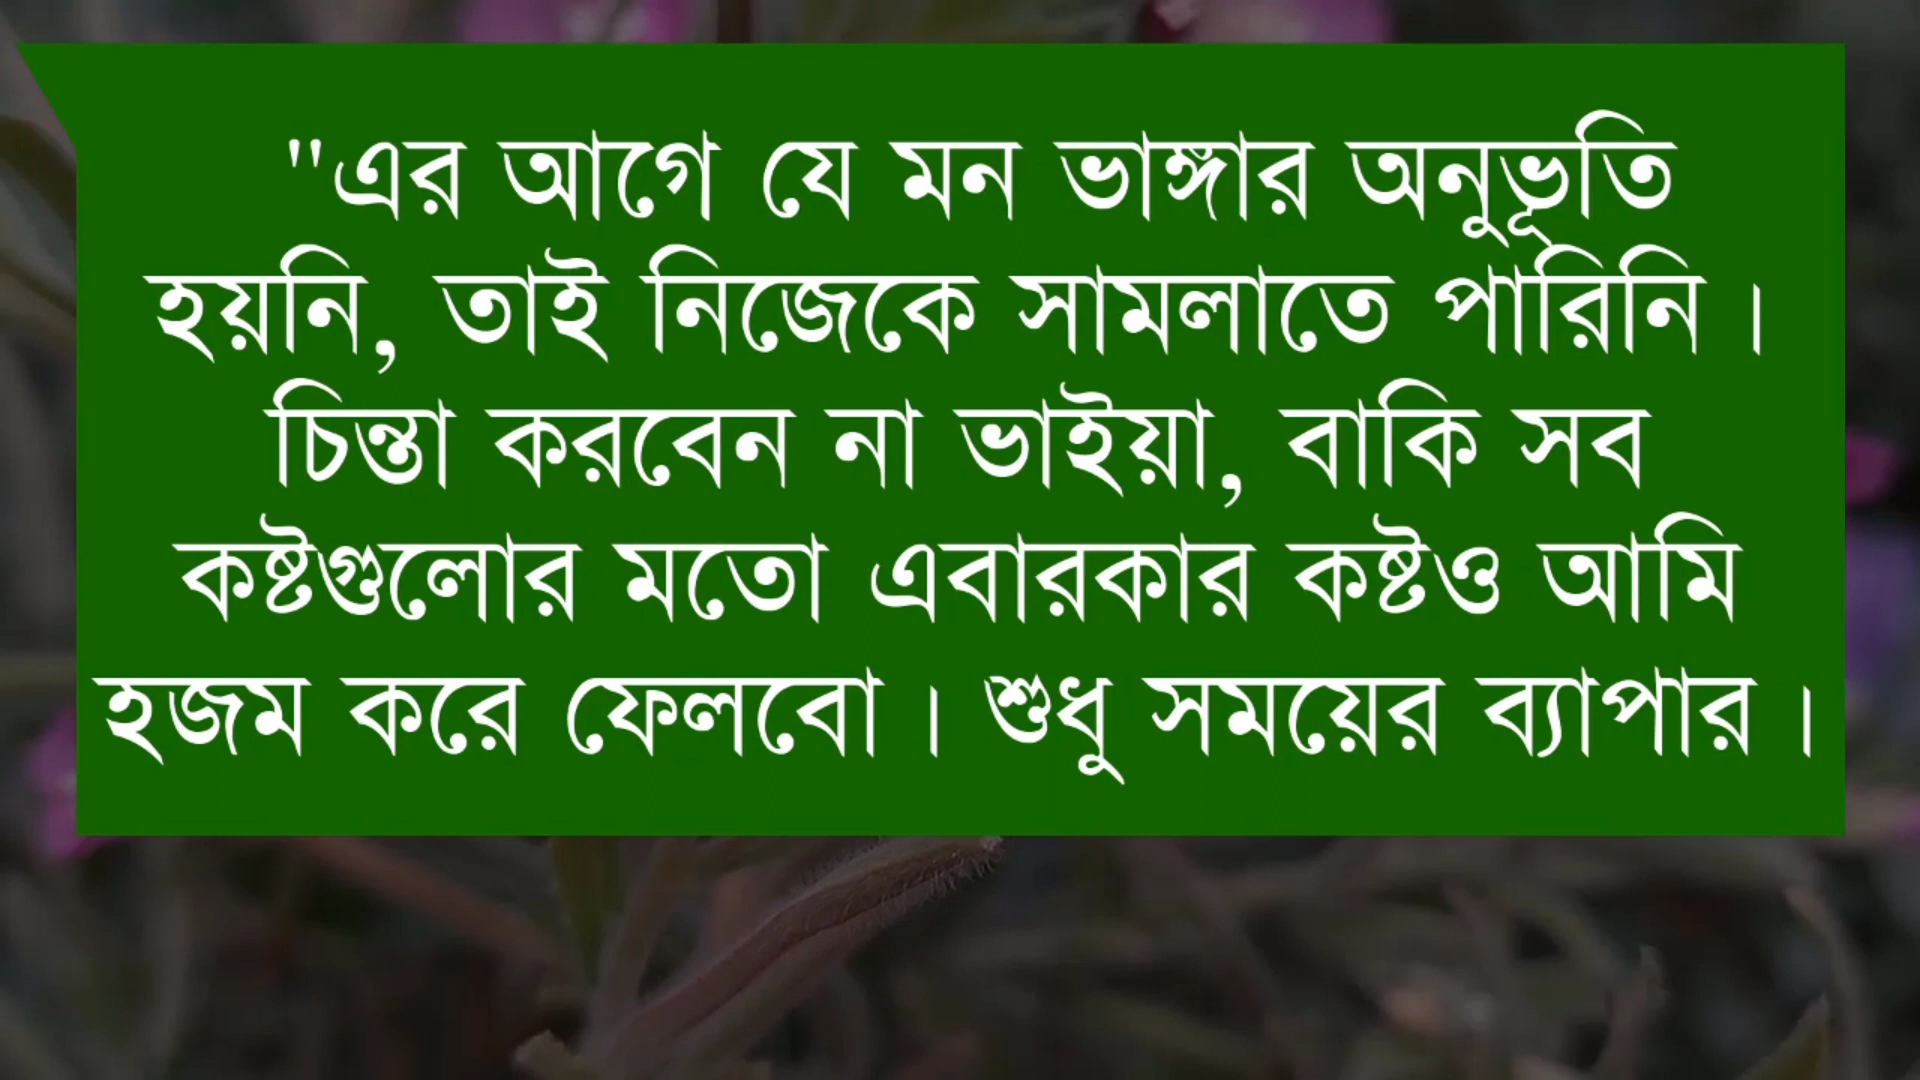 "এর আগে যে মন ভাঙ্গার অনুভূতি
হয়নি, তাই নিজেকে সামলাতে পারিনি ।
চিন্তা করবেন না ভাইয়া, বাকি সব
কষ্টগুলোর মতো এবারকার কষ্টও আমি
হজম করে ফেলবো । শুধু সময়ের ব্যাপার ।